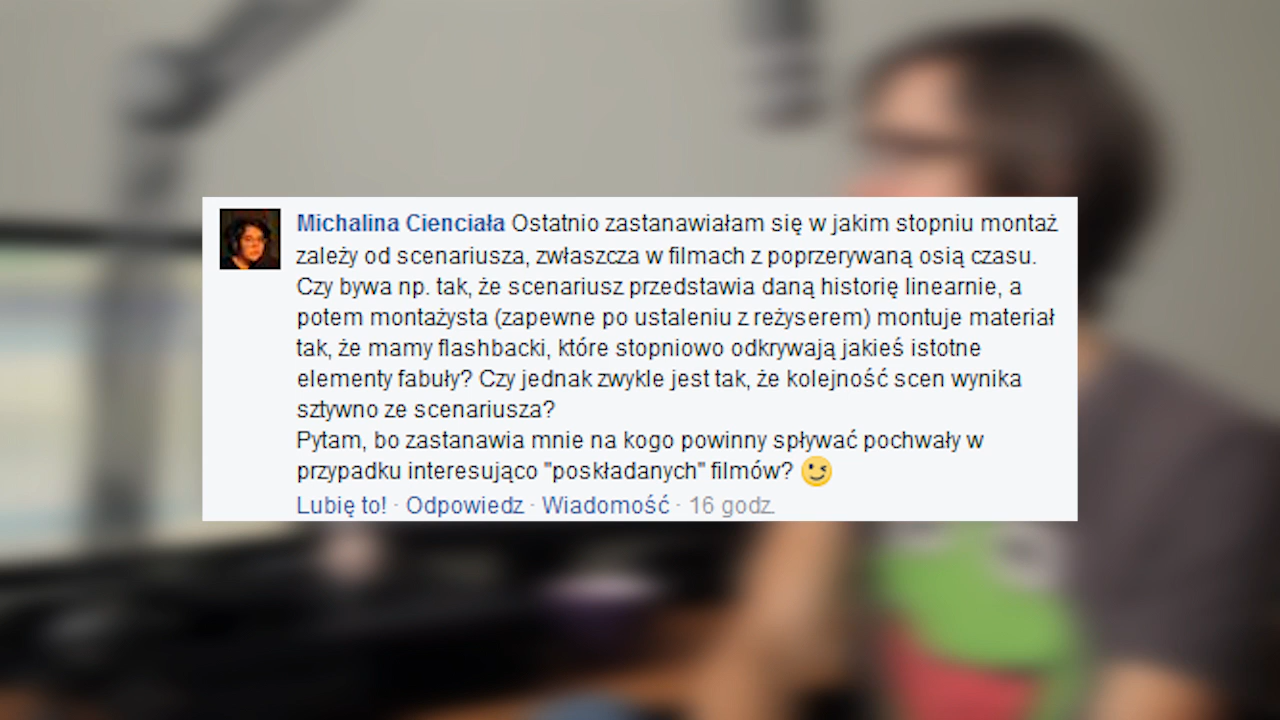 Michalina Cienciała Ostatnio zastanawiałam się w jakim stopniu montaż
zależy od scenariusza, zwłaszcza w filmach z poprzerywaną osią czasu.
Czy bywa np. tak, że scenariusz przedstawia daną historię linearnie, a
potem montażysta (zapewne po ustaleniu z reżyserem) montuje materiał
tak, że mamy flashbacki, które stopniowo odkrywają jakieś istotne
elementy fabuły? Czy jednak zwykle jest tak, że kolejność scen wynika
sztywno ze scenariusza?
Pytam, bo zastanawia mnie na kogo powinny spływać pochwały w
przypadku interesująco "poskładanych" filmów? 😉
Lubię to! · Odpowiedz · Wiadomość · 16 godz.